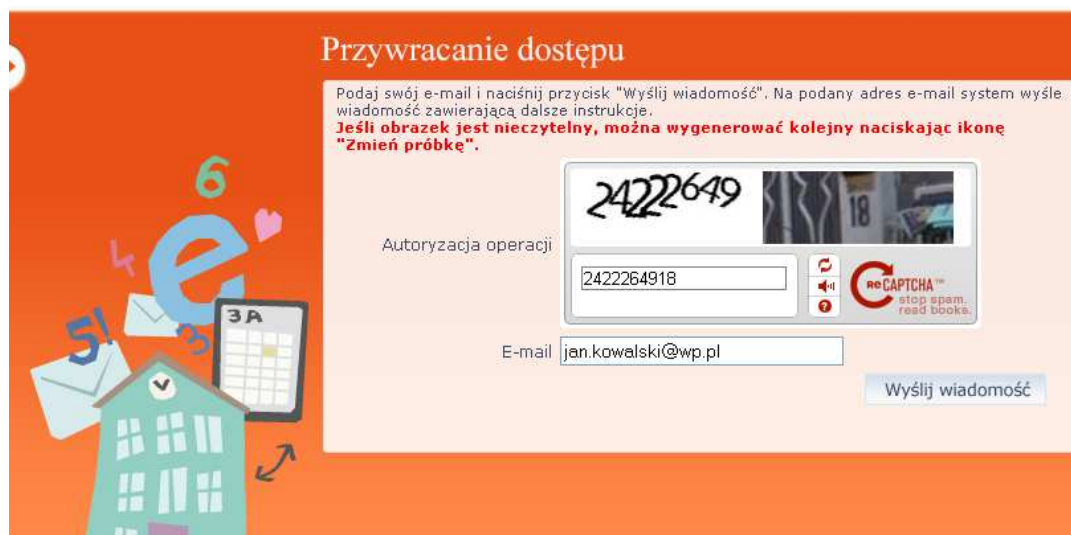 Przywracanie dostępu
Podaj swój e-mail i naciśnij przycisk "Wyślij wiadomość". Na podany adres e-mail system wyśle
wiadomość zawierającą dalsze instrukcje.
Jeśli obrazek jest nieczytelny, można wygenerować kolejny naciskając ikonę
"Zmień próbkę".
24222649 18
Autoryzacja operacji
2422264918
reCAPTCHA™
stop spam.
read books.
E-mail jan.kowalski@wp.pl
Wyślij wiadomość
6
4
e
5!
3
3A